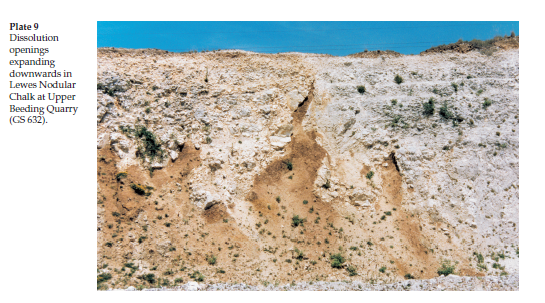 Plate 9
Dissolution
openings
expanding
downwards in
Lewes Nodular
Chalk at Upper
Beeding Quarry
(GS 632).